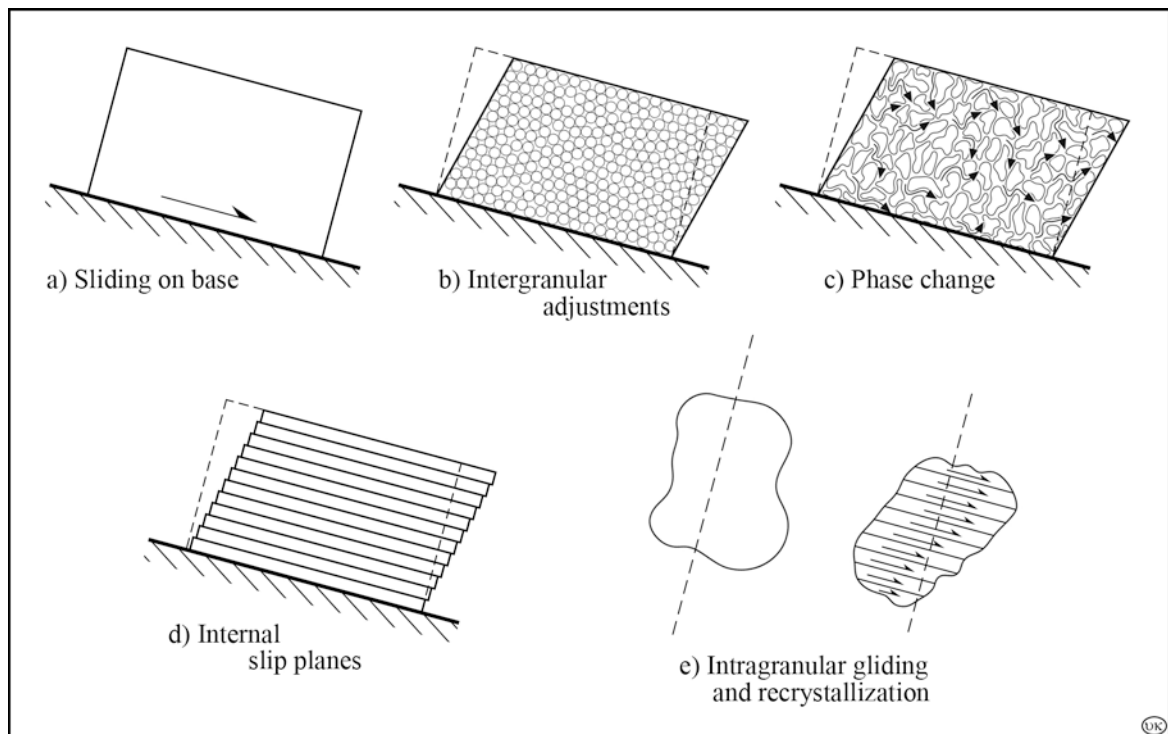 a) Sliding on base
b) Intergranular
adjustments
c) Phase change
d) Internal
slip planes
e) Intragranular gliding
and recrystallization
UK